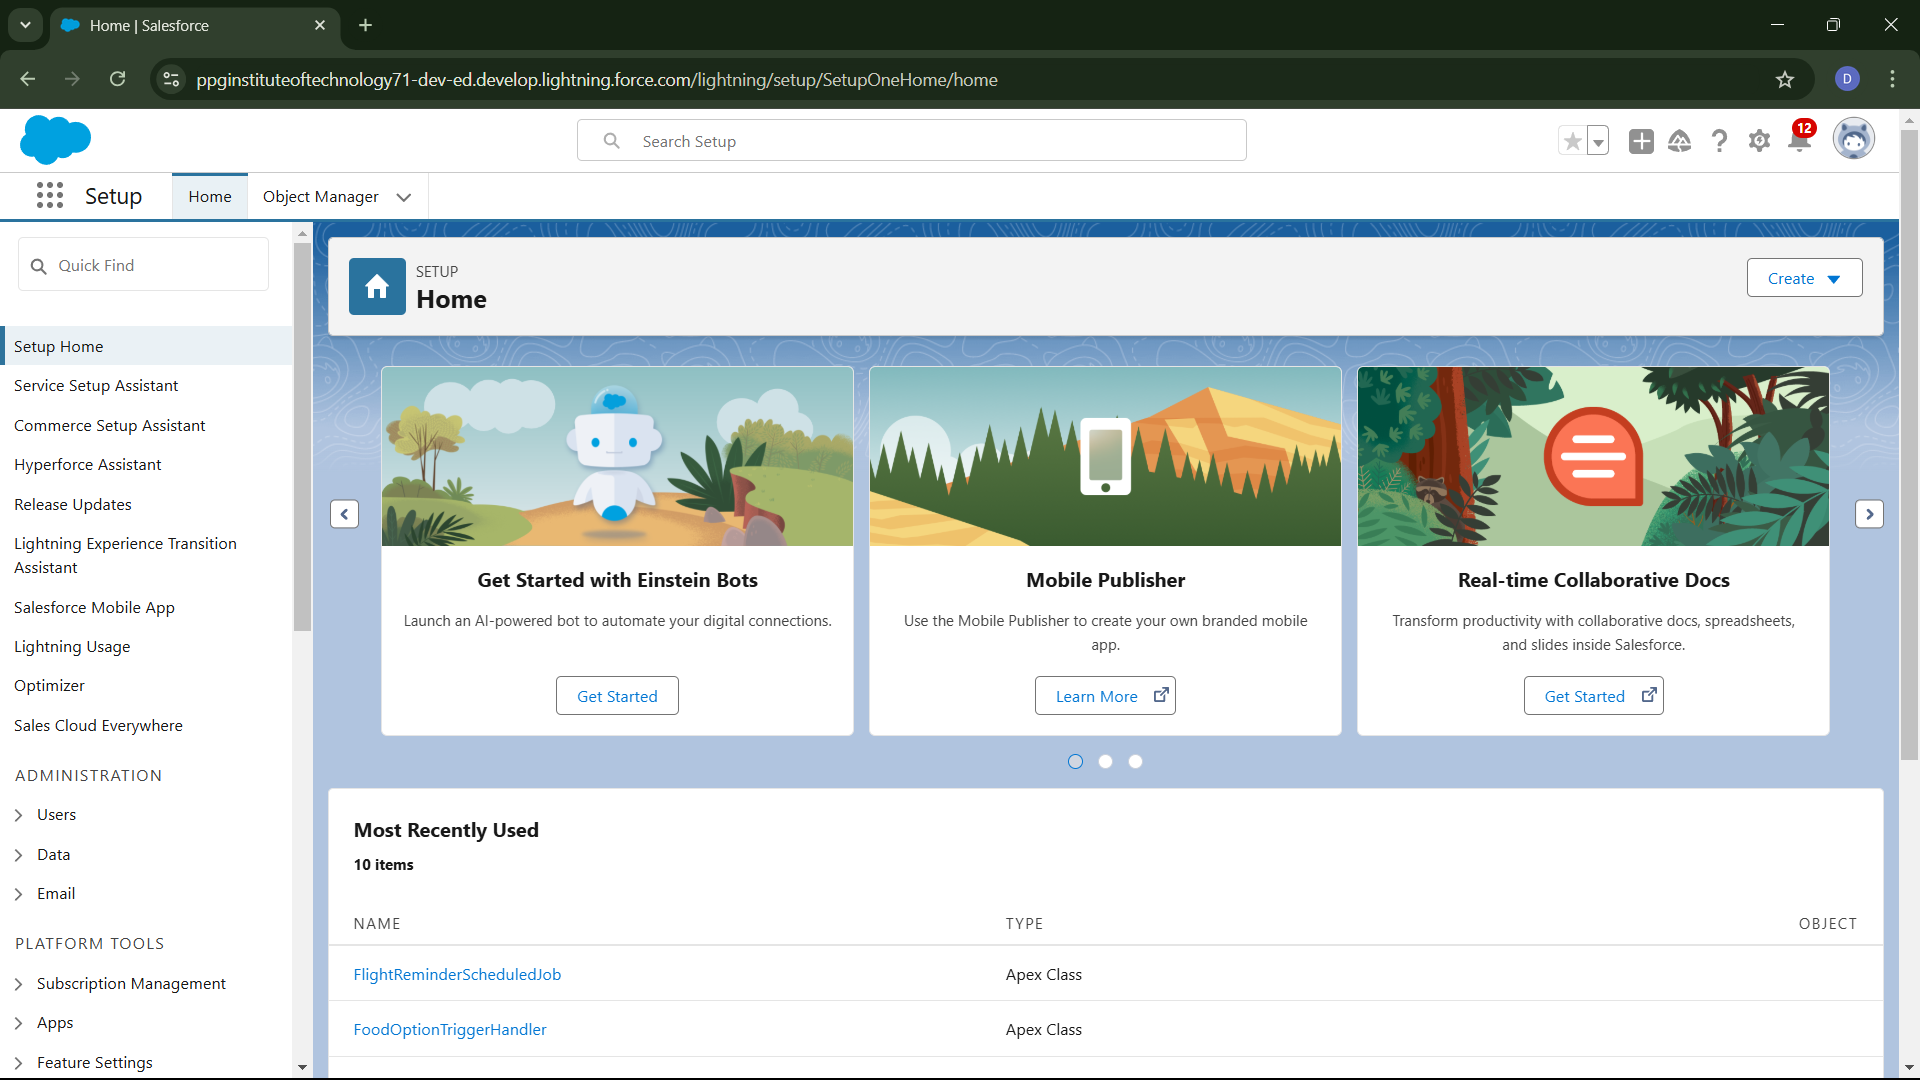 Home | Salesforce
ppginstituteoftechnology71-dev-ed.develop.lightning.force.com/lightning/setup/SetupOneHome/home
D
Search Setup
12
Setup
Home
Object Manager
Quick Find
Setup Home
Service Setup Assistant
Commerce Setup Assistant
Hyperforce Assistant
Release Updates
Lightning Experience Transition
Assistant
Salesforce Mobile App
Lightning Usage
Optimizer
Sales Cloud Everywhere
ADMINISTRATION
Users
Data
Email
PLATFORM TOOLS
Subscription Management
Apps
Feature Settings
SETUP
Home
Create
Get Started with Einstein Bots
Launch an AI-powered bot to automate your digital connections.
Get Started
Mobile Publisher
Use the Mobile Publisher to create your own branded mobile
app.
Learn More
Real-time Collaborative Docs
Transform productivity with collaborative docs, spreadsheets,
and slides inside Salesforce.
Get Started
Most Recently Used
10 items
NAME TYPE OBJECT
FlightReminderScheduledJob Apex Class
FoodOptionTriggerHandler Apex Class